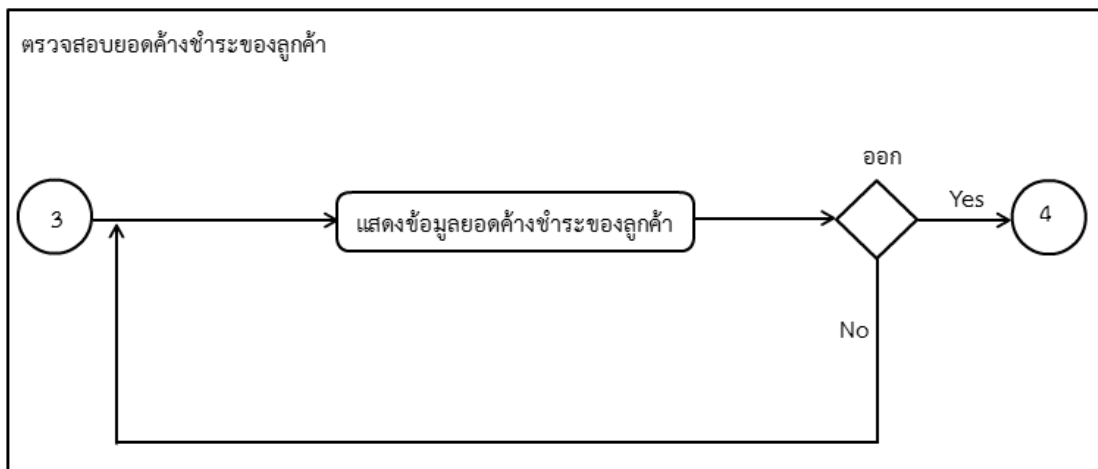 ตรวจสอบยอดค้างชำระของลูกค้า
ออก
3
แสดงข้อมูลยอดค้างชำระของลูกค้า
Yes
4
No